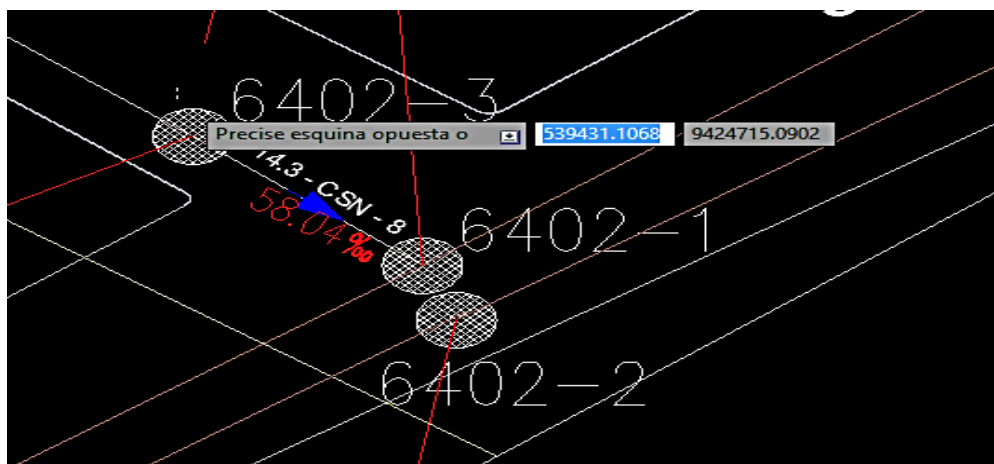 6402-3
Precise esquina opuesta o 539431.1068 9424715.0902
14.3 - CSN - 8
58.04‰
6402-1
6402-2